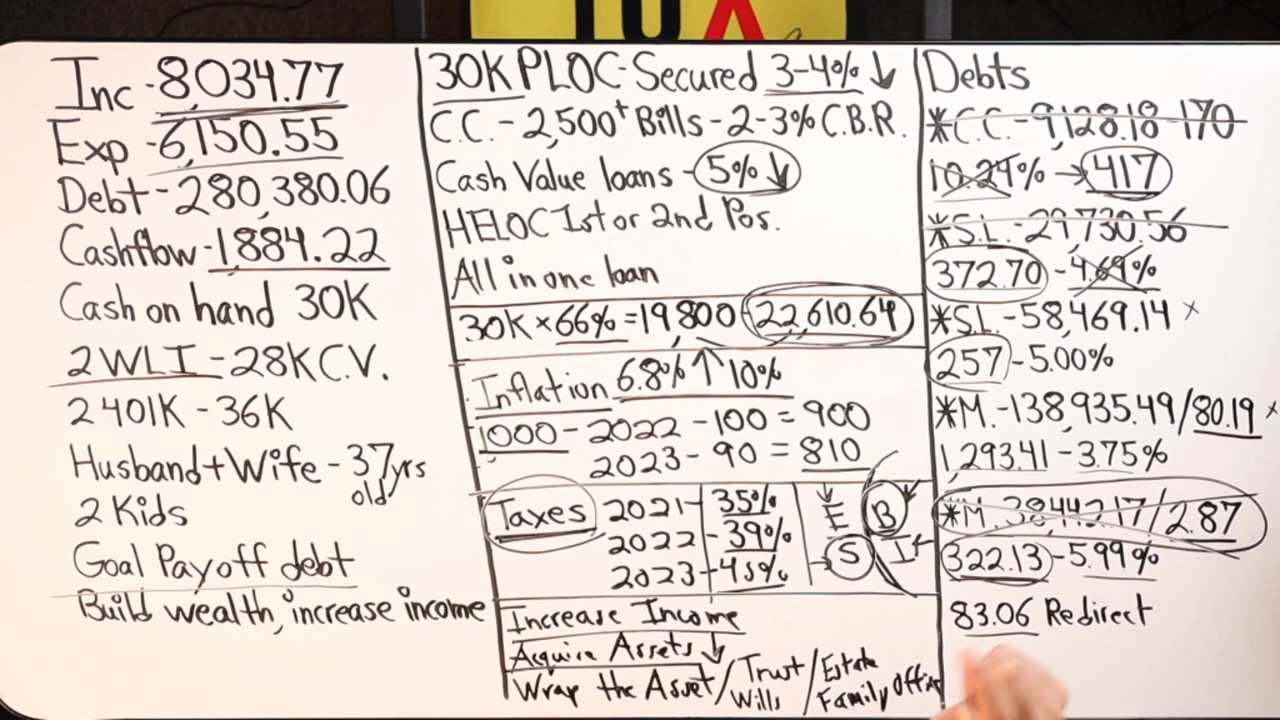 10X
Inc - 8,034.77
Exp - 6,150.55
Debt - 280,380.06
Cashflow - 1,884.22
Cash on hand 30K
2 WLI - 28K C.V.
2 401K - 36K
Husband + Wife - 37 yrs old
2 Kids
Goal Payoff debt
Build wealth, increase income
30K PLOC - Secured 3-4% ↓
C.C. - 2,500+ Bills - 2-3% C.B.R.
Cash Value loans - 5% ↓
HELOC 1st or 2nd Pos.
All in one loan
30K × 66% = 19,800 - 22,610.64
Inflation 6.8% ↑ 10%
1000 - 2022 - 100 = 900
2023 - 90 = 810
Taxes 2021 - 35%
2022 - 39%
2023 - 45%
E B
S I
Increase Income
Acquire Assets ↓
Wrap the Asset / Trust Wills / Estate Family Office
Debts
*C.C. - 9,128.18 - 170
10.24% → 417
*S.L. - 29,730.56
372.70 - 4.69%
*S.L. - 58,469.14 x
257 - 5.00%
*M. - 138,935.49 / 80.19 x
1,293.41 - 3.75%
*M. 38,442.17 / 2.87
322.13 - 5.99%
83.06 Redirect